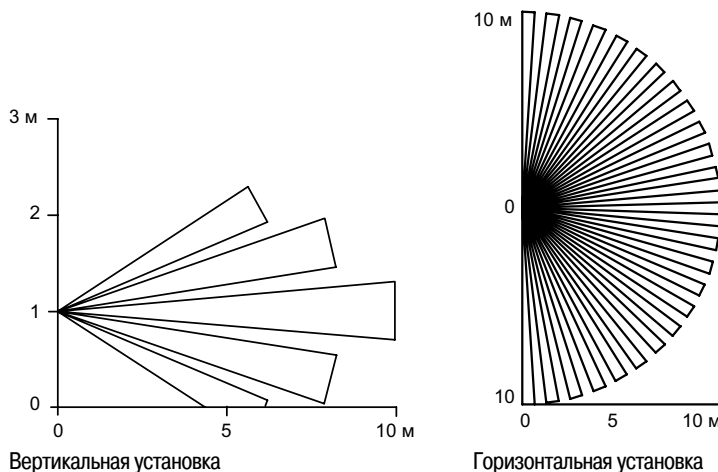 3 м
2
1
0
0 5 10 м
Вертикальная установка
10 м
0
10
0 5 10 м
Горизонтальная установка